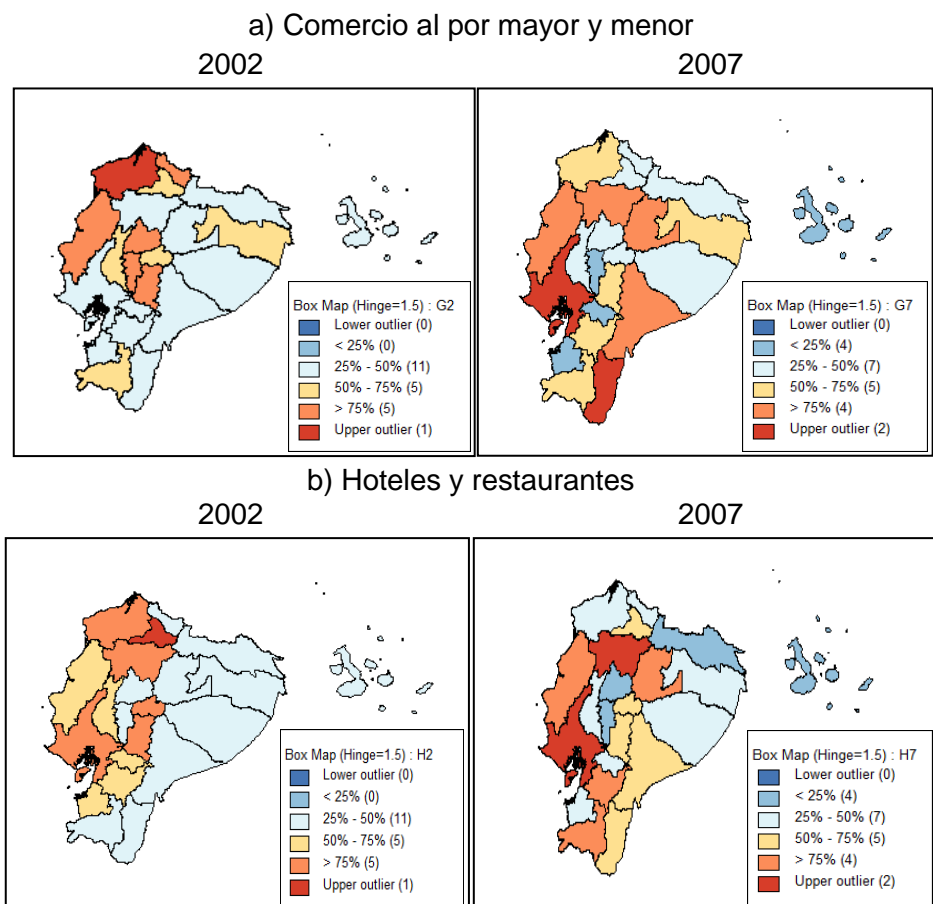 a) Comercio al por mayor y menor
2002
2007
Box Map (Hinge=1.5) : G2
Lower outlier (0)
< 25% (0)
25% - 50% (11)
50% - 75% (5)
> 75% (5)
Upper outlier (1)
Box Map (Hinge=1.5) : G7
Lower outlier (0)
< 25% (4)
25% - 50% (7)
50% - 75% (5)
> 75% (4)
Upper outlier (2)
b) Hoteles y restaurantes
2002
2007
Box Map (Hinge=1.5) : H2
Lower outlier (0)
< 25% (0)
25% - 50% (11)
50% - 75% (5)
> 75% (5)
Upper outlier (1)
Box Map (Hinge=1.5) : H7
Lower outlier (0)
< 25% (4)
25% - 50% (7)
50% - 75% (5)
> 75% (4)
Upper outlier (2)